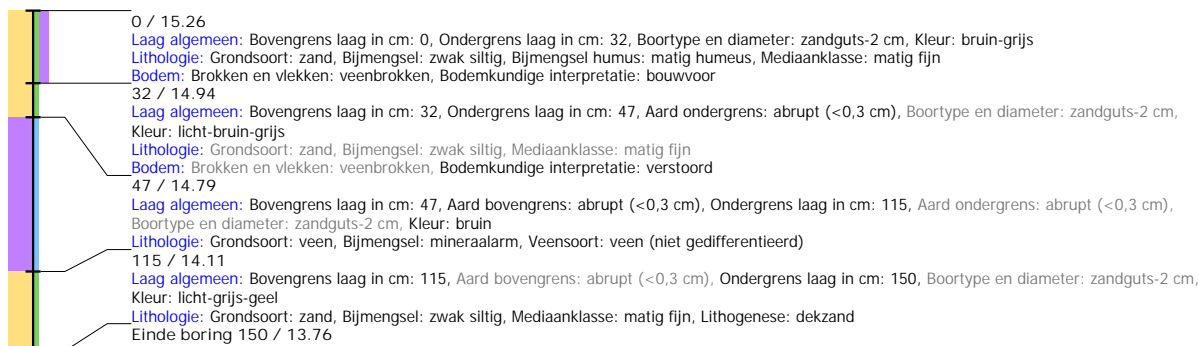 0 / 15.26
Laag algemeen: Bovengrens laag in cm: 0, Ondergrens laag in cm: 32, Boortype en diameter: zandguts-2 cm, Kleur: bruin-grijs
Lithologie: Grondsoort: zand, Bijmengsel: zwak siltig, Bijmengsel humus: matig humeus, Mediaanklasse: matig fijn
Bodem: Brokken en vlekken: veenbrokken, Bodemkundige interpretatie: bouwvoor
32 / 14.94
Laag algemeen: Bovengrens laag in cm: 32, Ondergrens laag in cm: 47, Aard ondergrens: abrupt (<0,3 cm), Boortype en diameter: zandguts-2 cm,
Kleur: licht-bruin-grijs
Lithologie: Grondsoort: zand, Bijmengsel: zwak siltig, Mediaanklasse: matig fijn
Bodem: Brokken en vlekken: veenbrokken, Bodemkundige interpretatie: verstoord
47 / 14.79
Laag algemeen: Bovengrens laag in cm: 47, Aard bovengrens: abrupt (<0,3 cm), Ondergrens laag in cm: 115, Aard ondergrens: abrupt (<0,3 cm),
Boortype en diameter: zandguts-2 cm, Kleur: bruin
Lithologie: Grondsoort: veen, Bijmengsel: mineraalarm, Veensoort: veen (niet gedifferentieerd)
115 / 14.11
Laag algemeen: Bovengrens laag in cm: 115, Aard bovengrens: abrupt (<0,3 cm), Ondergrens laag in cm: 150, Boortype en diameter: zandguts-2 cm,
Kleur: licht-grijs-geel
Lithologie: Grondsoort: zand, Bijmengsel: zwak siltig, Mediaanklasse: matig fijn, Lithogenese: dekzand
Einde boring 150 / 13.76